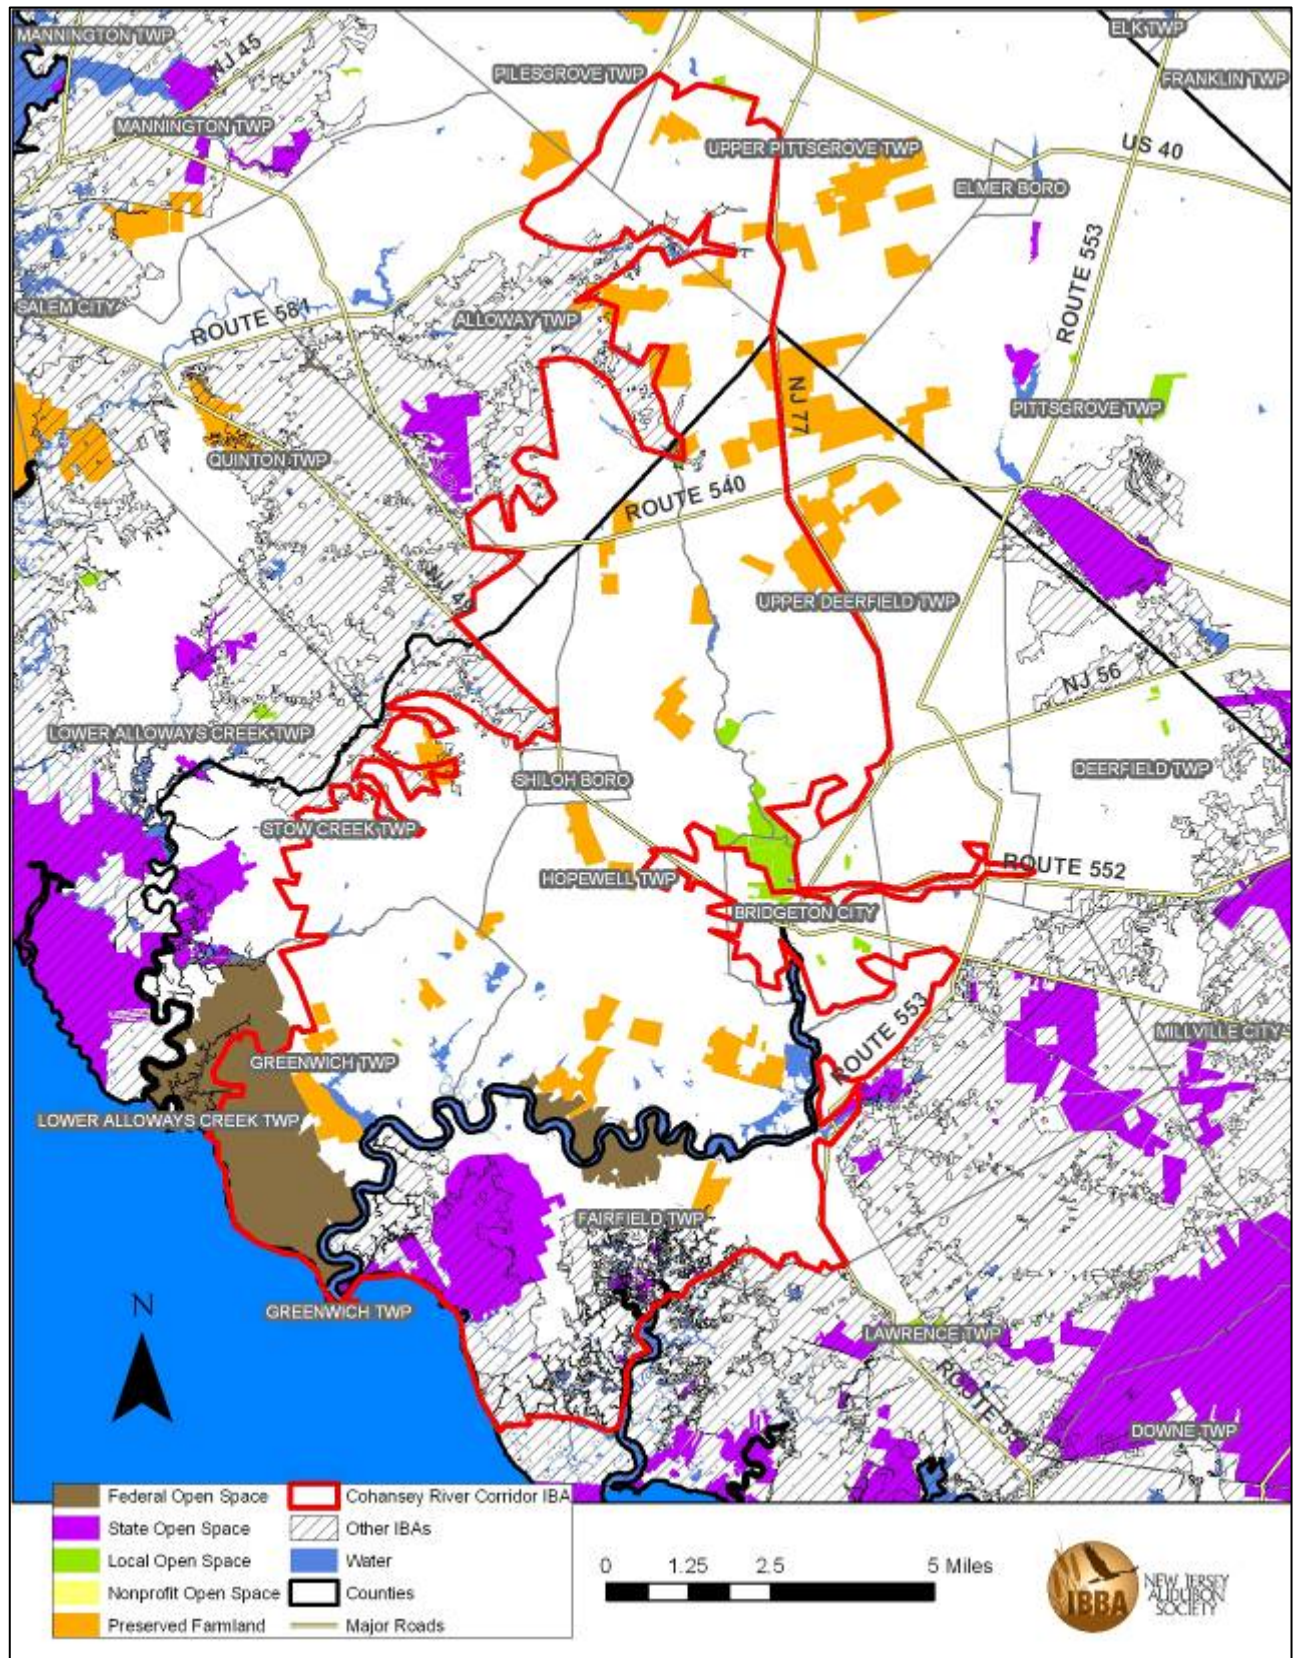 MANNINGTON TWP
ELK TWP
NJ 45
PILESGROVE TWP
FRANKLIN TWP
MANNINGTON TWP
UPPER PITTSGROVE TWP
US 40
ELMER BORO
ROUTE 553
SALEM CITY
ROUTE 581
ALLOWAY TWP
NJ 77
PITTSGROVE TWP
QUINTON TWP
ROUTE 540
NJ 49
UPPER DEERFIELD TWP
NJ 56
LOWER ALLOWAYS CREEK TWP
DEERFIELD TWP
SHILOH BORO
STOW CREEK TWP
ROUTE 552
HOPEWELL TWP
BRIDGETON CITY
ROUTE 553
MILLVILLE CITY
GREENWICH TWP
LOWER ALLOWAYS CREEK TWP
FAIRFIELD TWP
N
GREENWICH TWP
LAWRENCE TWP
DOWNE TWP
Federal Open Space
State Open Space
Local Open Space
Nonprofit Open Space
Preserved Farmland
Cohansey River Corridor IBA
Other IBAs
Water
Counties
Major Roads
0 1.25 2.5 5 Miles
IBBA
NEW JERSEY
AUDUBON
SOCIETY